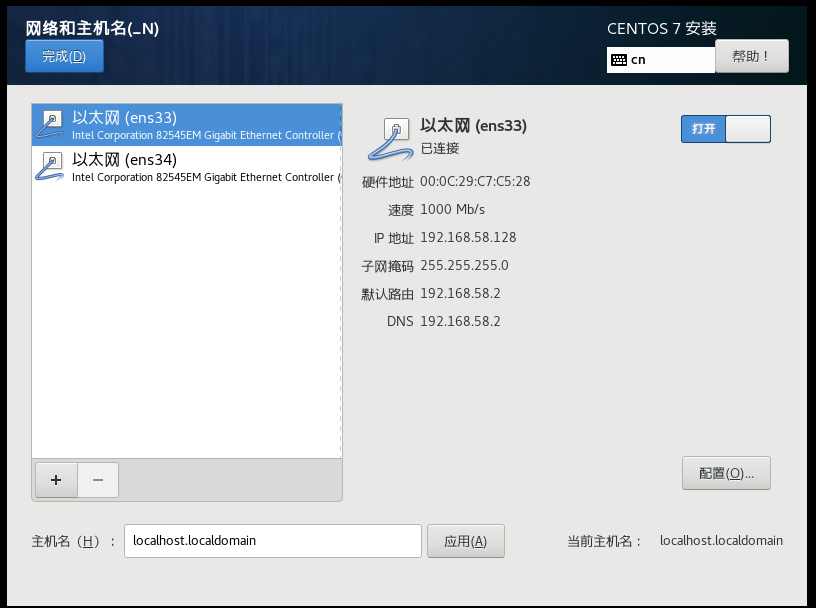 网络和主机名(_N)
CENTOS 7 安装
完成(D)
cn
帮助！
以太网 (ens33)
Intel Corporation 82545EM Gigabit Ethernet Controller (
以太网 (ens34)
Intel Corporation 82545EM Gigabit Ethernet Controller (
以太网 (ens33)
已连接
打开
硬件地址 00:0C:29:C7:C5:28
速度 1000 Mb/s
IP 地址 192.168.58.128
子网掩码 255.255.255.0
默认路由 192.168.58.2
DNS 192.168.58.2
+ −
配置(O)...
主机名（H）： localhost.localdomain 应用(A) 当前主机名： localhost.localdomain